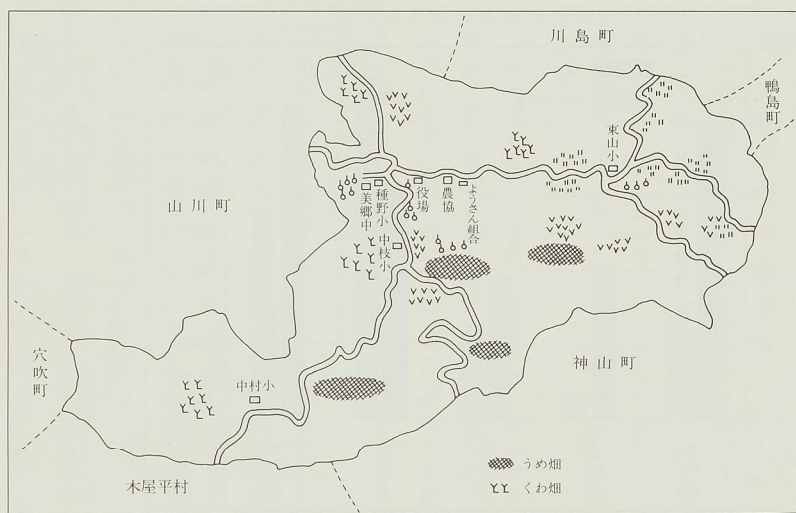 川島町
鴨島町
東山小
山川町
美郷中
種野小
役場
農協
ようさん組合
中枝小
神山町
穴吹町
中村小
木屋平村
うめ畑
くわ畑